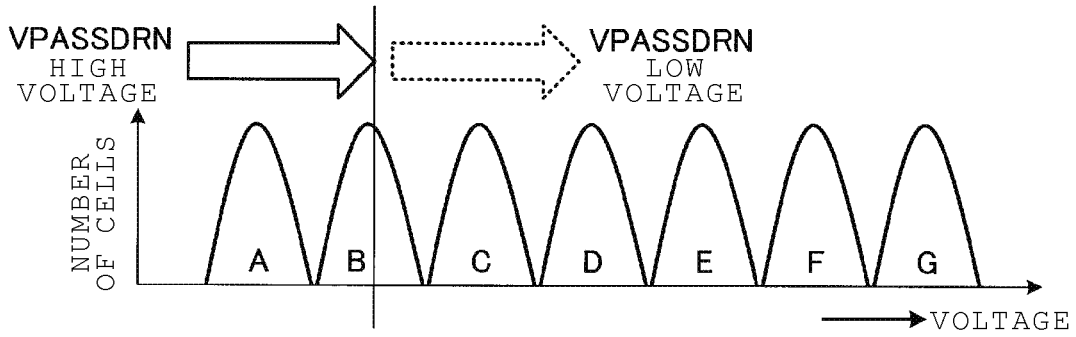 VPASSDRN
HIGH
VOLTAGE
VPASSDRN
LOW
VOLTAGE
NUMBER
OF CELLS
A B C D E F G
VOLTAGE